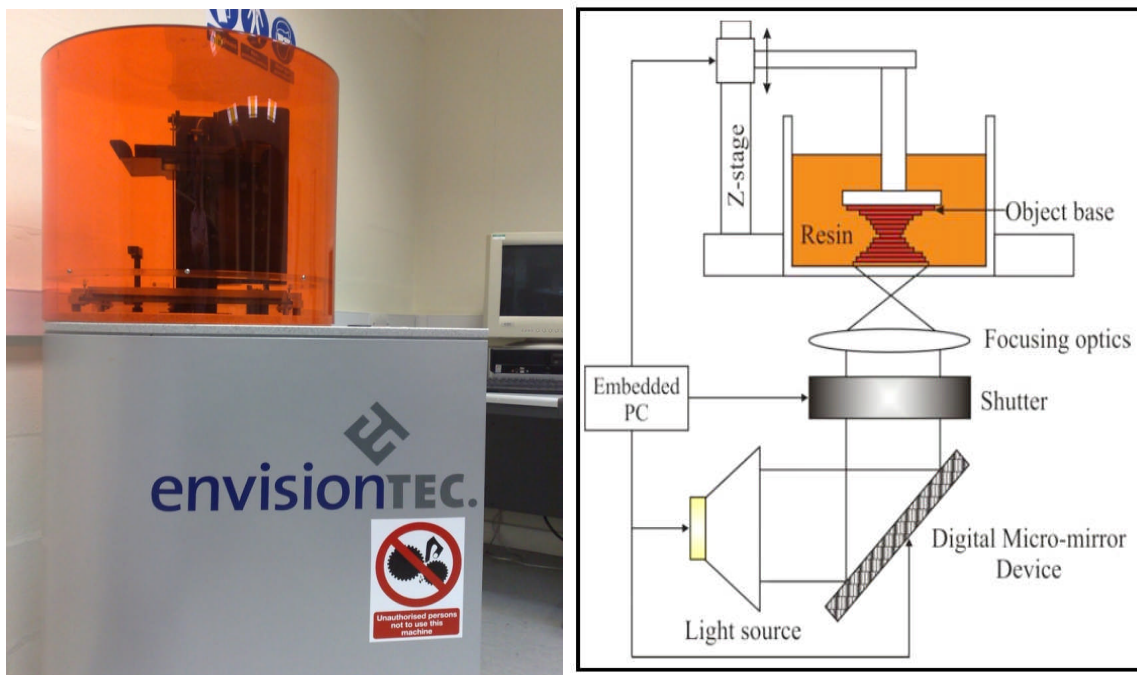 envisionTEC.
Unauthorised persons
not to use this
machine
Z-stage
Resin
Object base
Focusing optics
Embedded
PC
Shutter
Digital Micro-mirror
Device
Light source